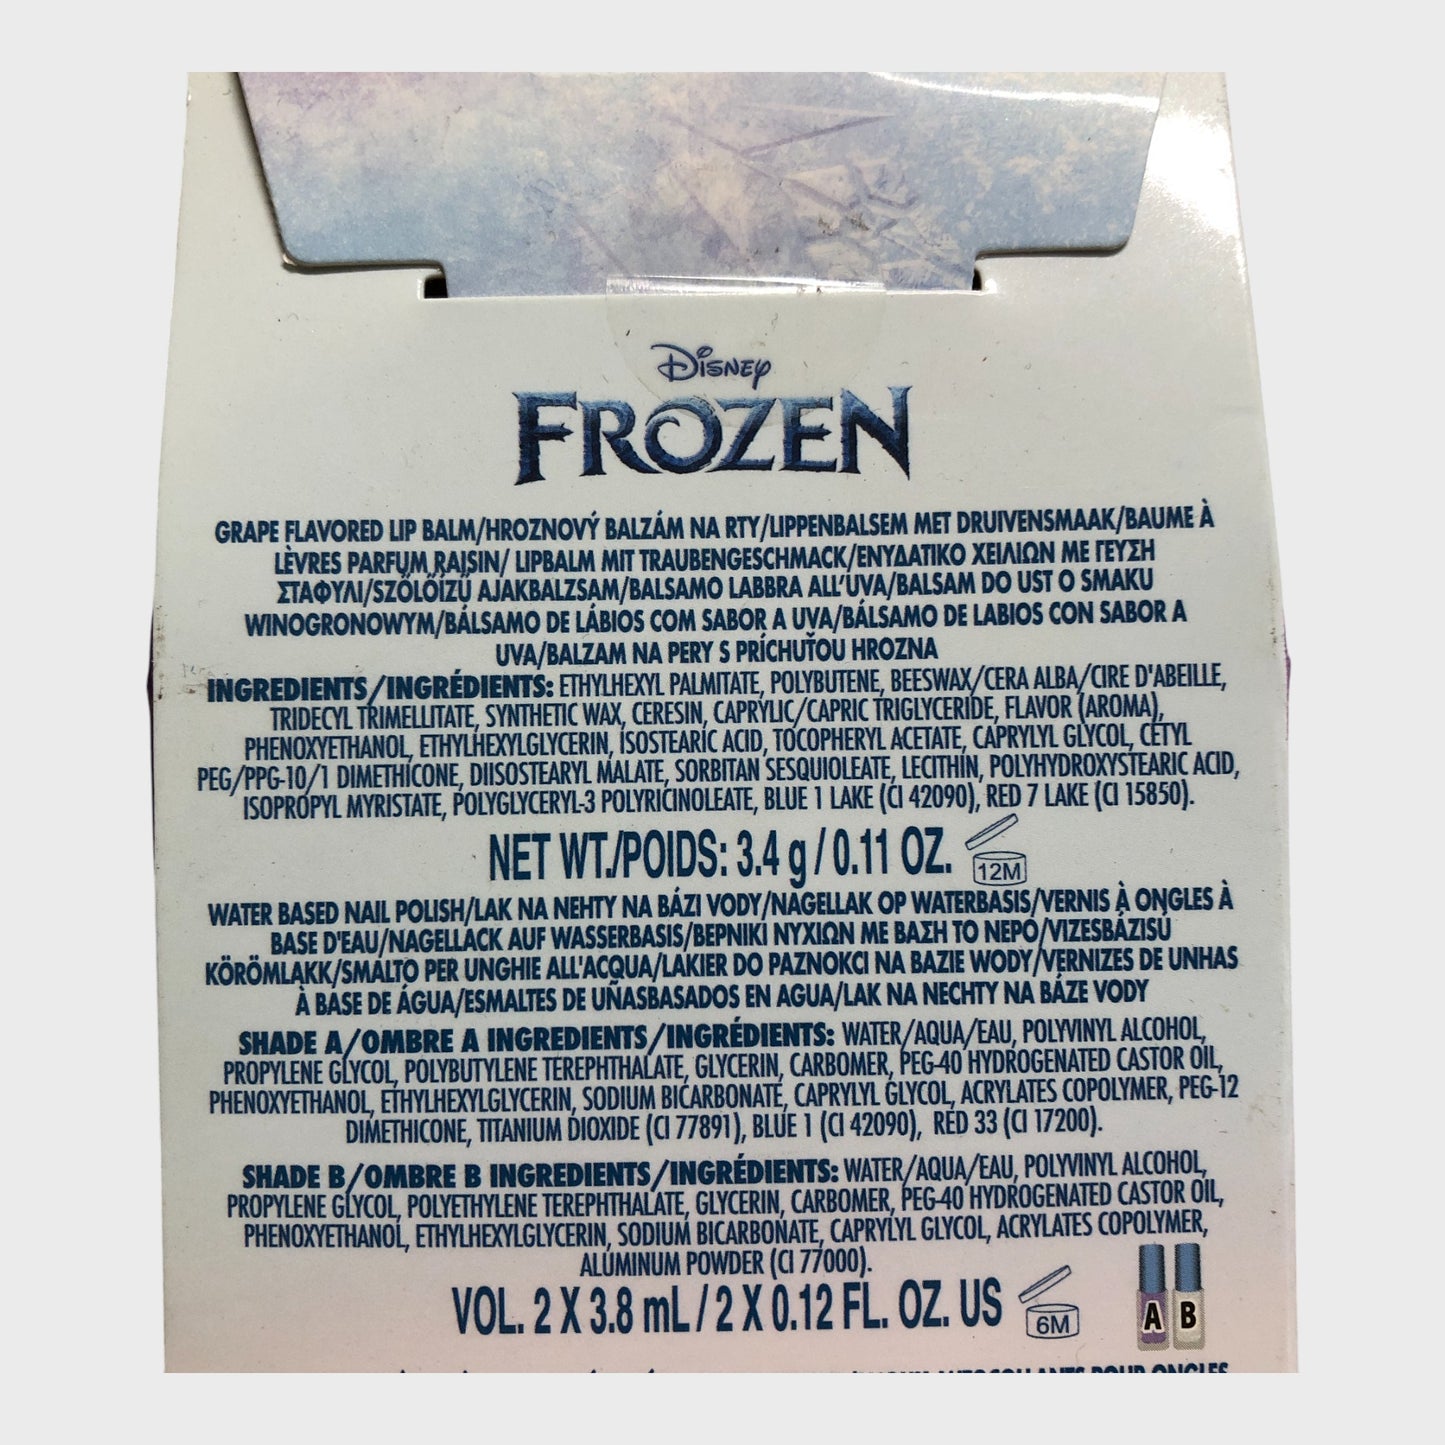 Disney
FROZEN
GRAPE FLAVORED LIP BALM/HROZNOVÝ BALZÁM NA RTY/LIPPENBALSEM MET DRUIVENSMAAK/BAUME À
LÈVRES PARFUM RAISIN/ LIPBALM MIT TRAUBENGESCHMACK/ΕΝΥΔΑΤΙΚΟ ΧΕΙΛΙΩΝ ΜΕ ΓΕΥΣΗ
ΣΤΑΦΥΛΙ/SZŐLŐÍZŰ AJAKBALZSAM/BALSAMO LABBRA ALL'UVA/BALSAM DO UST O SMAKU
WINOGRONOWYM/BÁLSAMO DE LÁBIOS COM SABOR A UVA/BÁLSAMO DE LABIOS CON SABOR A
UVA/BALZAM NA PERY S PRÍCHUŤOU HROZNA
INGREDIENTS/INGRÉDIENTS: ETHYLHEXYL PALMITATE, POLYBUTENE, BEESWAX/CERA ALBA/CIRE D'ABEILLE,
TRIDECYL TRIMELLITATE, SYNTHETIC WAX, CERESIN, CAPRYLIC/CAPRIC TRIGLYCERIDE, FLAVOR (AROMA),
PHENOXYETHANOL, ETHYLHEXYLGLYCERIN, ISOSTEARIC ACID, TOCOPHERYL ACETATE, CAPRYLYL GLYCOL, CETYL
PEG/PPG-10/1 DIMETHICONE, DIISOSTEARYL MALATE, SORBITAN SESQUIOLEATE, LECITHIN, POLYHYDROXYSTEARIC ACID,
ISOPROPYL MYRISTATE, POLYGLYCERYL-3 POLYRICINOLEATE, BLUE 1 LAKE (CI 42090), RED 7 LAKE (CI 15850).
NET WT./POIDS: 3.4 g / 0.11 OZ. 12M
WATER BASED NAIL POLISH/LAK NA NEHTY NA BÁZI VODY/NAGELLAK OP WATERBASIS/VERNIS À ONGLES À
BASE D'EAU/NAGELLACK AUF WASSERBASIS/ΒΕΡΝΙΚΙ ΝΥΧΙΩΝ ΜΕ ΒΑΣΗ ΤΟ ΝΕΡΟ/VIZESBÁZISÚ
KÖRÖMLAKK/SMALTO PER UNGHIE ALL'ACQUA/LAKIER DO PAZNOKCI NA BAZIE WODY/VERNIZES DE UNHAS
À BASE DE ÁGUA/ESMALTES DE UÑASBASADOS EN AGUA/LAK NA NECHTY NA BÁZE VODY
SHADE A/OMBRE A INGREDIENTS/INGRÉDIENTS: WATER/AQUA/EAU, POLYVINYL ALCOHOL,
PROPYLENE GLYCOL, POLYBUTYLENE TEREPHTHALATE, GLYCERIN, CARBOMER, PEG-40 HYDROGENATED CASTOR OIL,
PHENOXYETHANOL, ETHYLHEXYLGLYCERIN, SODIUM BICARBONATE, CAPRYLYL GLYCOL, ACRYLATES COPOLYMER, PEG-12
DIMETHICONE, TITANIUM DIOXIDE (CI 77891), BLUE 1 (CI 42090), RED 33 (CI 17200).
SHADE B/OMBRE B INGREDIENTS/INGRÉDIENTS: WATER/AQUA/EAU, POLYVINYL ALCOHOL,
PROPYLENE GLYCOL, POLYETHYLENE TEREPHTHALATE, GLYCERIN, CARBOMER, PEG-40 HYDROGENATED CASTOR OIL,
PHENOXYETHANOL, ETHYLHEXYLGLYCERIN, SODIUM BICARBONATE, CAPRYLYL GLYCOL, ACRYLATES COPOLYMER,
ALUMINUM POWDER (CI 77000).
VOL. 2 X 3.8 mL / 2 X 0.12 FL. OZ. US 6M A B
POUR ONGLES